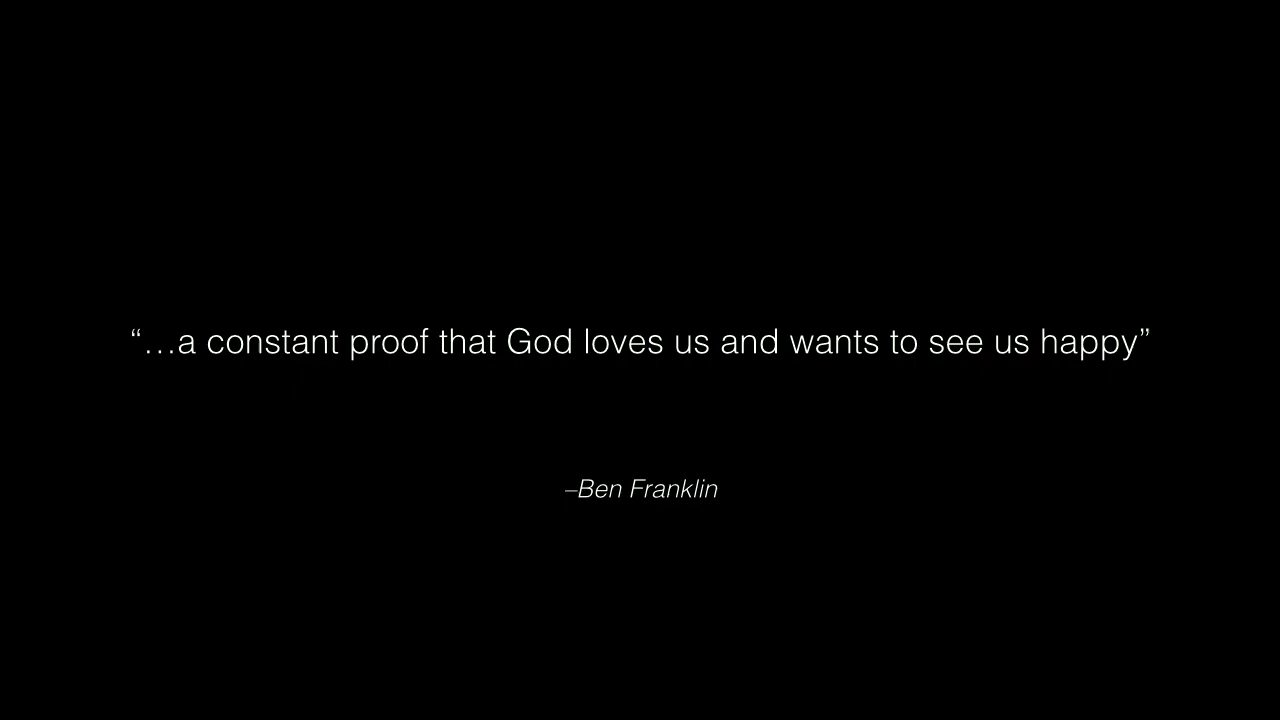 “…a constant proof that God loves us and wants to see us happy”
–Ben Franklin